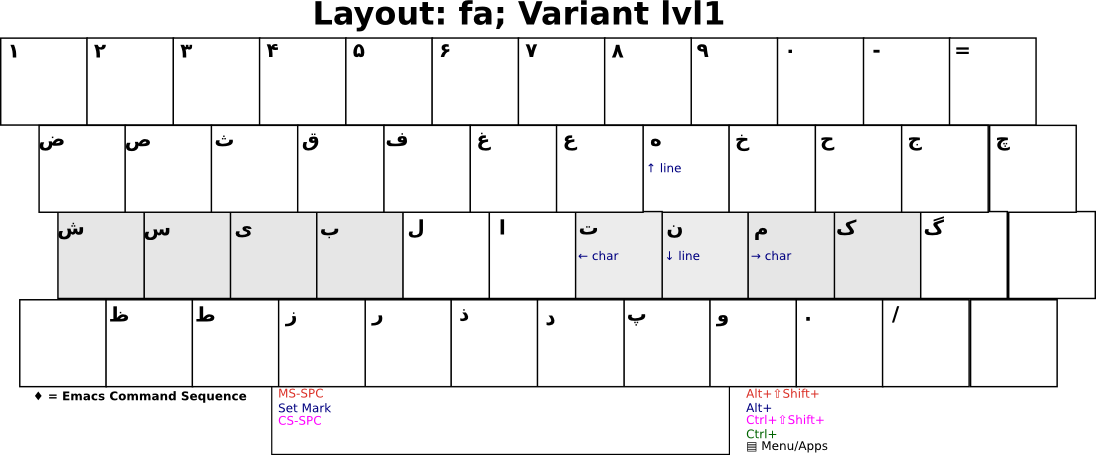 Layout: fa; Variant lvl1
۱ ۲ ۳ ۴ ۵ ۶ ۷ ۸ ۹ ۰ - =
ض ص ث ق ف غ ع ه خ ح ج چ
↑ line
ش س ی ب ل ا ت ن م ک گ
← char ↓ line → char
ظ ط ز ر ذ د پ و . /
♦ = Emacs Command Sequence
MS-SPC
Set Mark
CS-SPC
Alt+⇧Shift+
Alt+
Ctrl+⇧Shift+
Ctrl+
▤ Menu/Apps